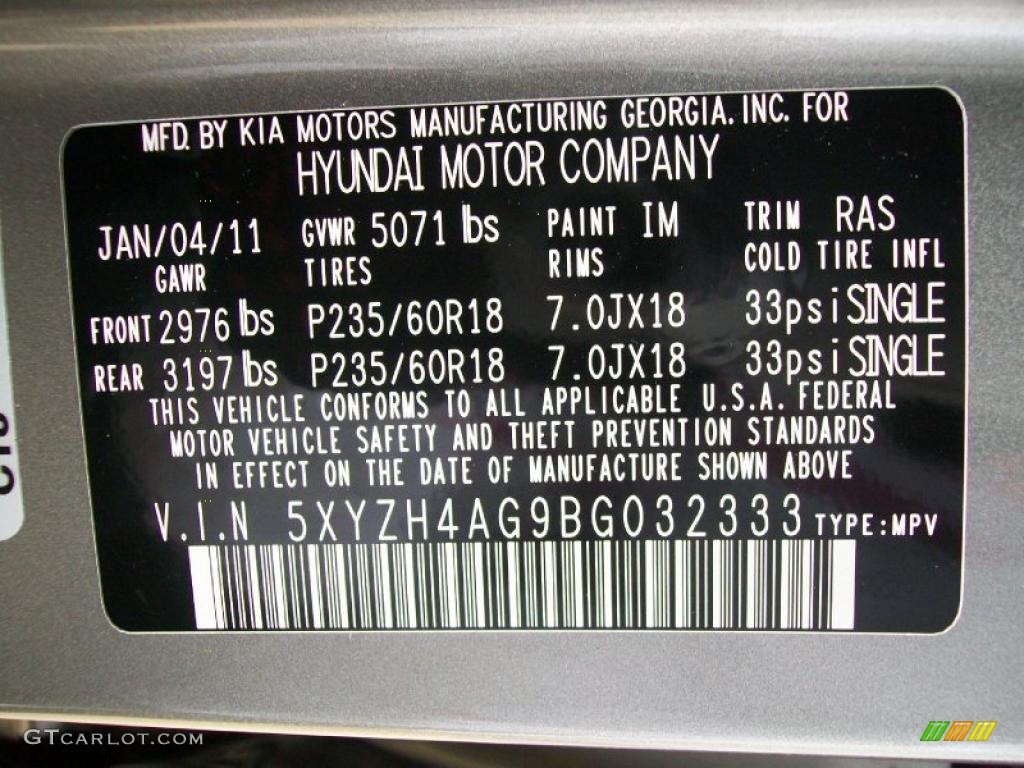 MFD. BY KIA MOTORS MANUFACTURING GEORGIA. INC. FOR
HYUNDAI MOTOR COMPANY
JAN/04/11 GVWR 5071 lbs PAINT IM TRIM RAS
GAWR TIRES RIMS COLD TIRE INFL
FRONT 2976 lbs P235/60R18 7.0JX18 33psi SINGLE
REAR 3197 lbs P235/60R18 7.0JX18 33psi SINGLE
THIS VEHICLE CONFORMS TO ALL APPLICABLE U.S.A. FEDERAL
MOTOR VEHICLE SAFETY AND THEFT PREVENTION STANDARDS
IN EFFECT ON THE DATE OF MANUFACTURE SHOWN ABOVE
V.I.N 5XYZH4AG9BG032333 TYPE:MPV
GTCARLOT.COM